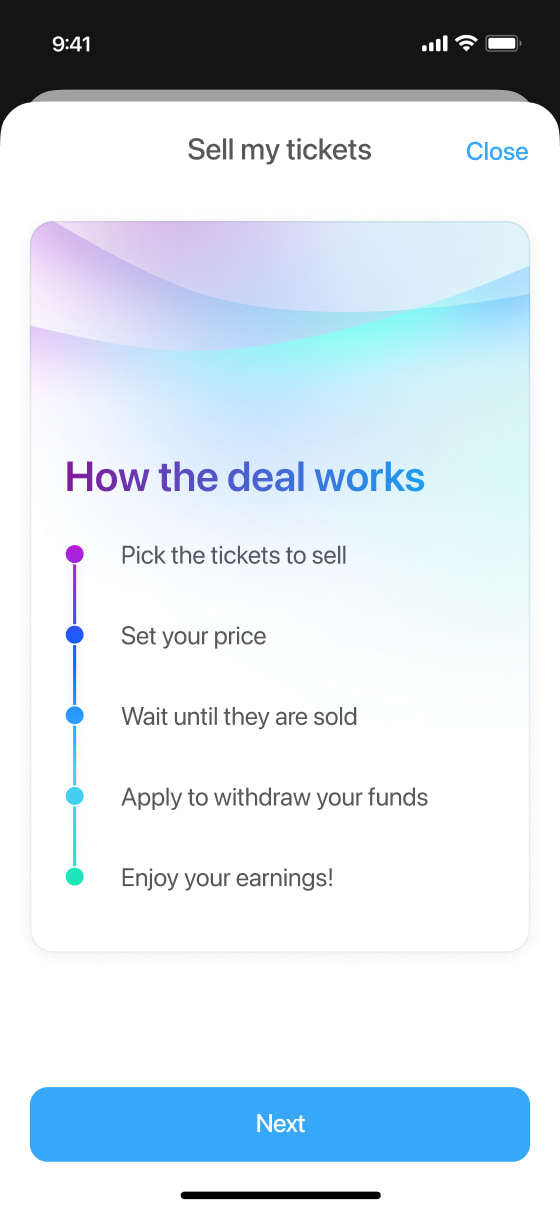 9:41
Sell my tickets
Close
How the deal works
Pick the tickets to sell
Set your price
Wait until they are sold
Apply to withdraw your funds
Enjoy your earnings!
Next